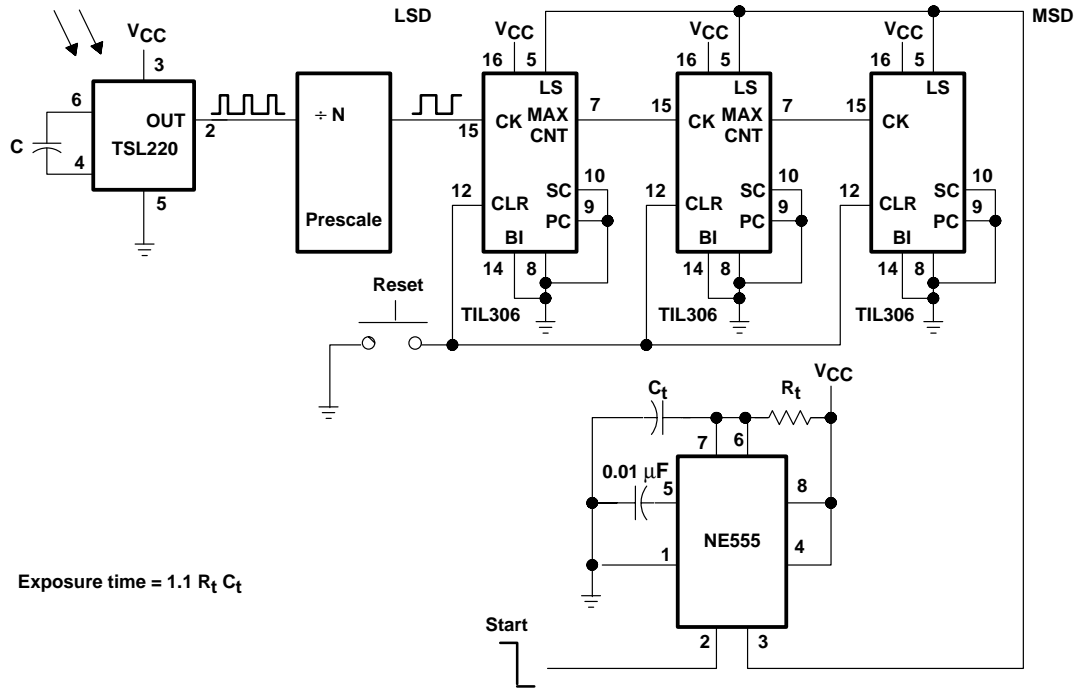 LSD
MSD
VCC
3
6
OUT
2
TSL220
C
4
5
÷ N
Prescale
VCC
16
5
LS
15
CK
MAX
CNT
7
12
CLR
SC
10
PC
9
BI
14
8
TIL306
VCC
16
5
LS
15
CK
MAX
CNT
7
12
CLR
SC
10
PC
9
BI
14
8
TIL306
VCC
16
5
LS
15
CK
12
CLR
SC
10
PC
9
BI
14
8
TIL306
Reset
VCC
Ct
Rt
7
6
0.01 µF
5
8
NE555
1
4
2
3
Exposure time = 1.1 Rt Ct
Start